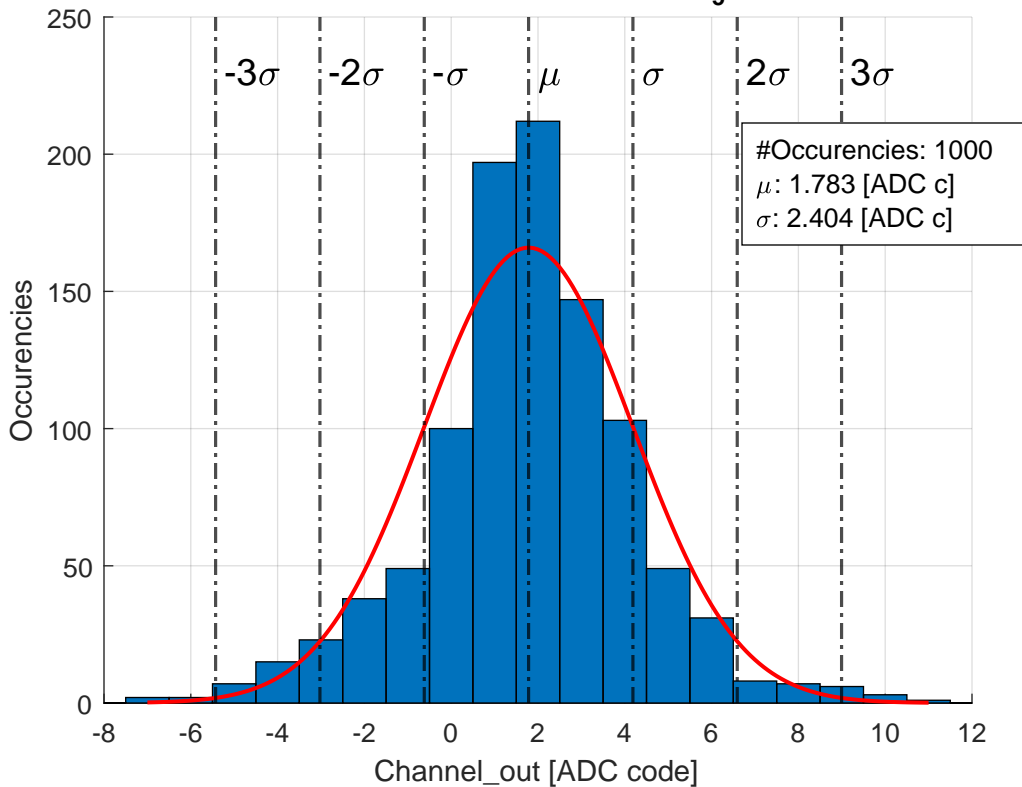 250
200
150
100
50
0
Occurencies
-3σ -2σ -σ μ σ 2σ 3σ
#Occurencies: 1000
μ: 1.783 [ADC c]
σ: 2.404 [ADC c]
-8 -6 -4 -2 0 2 4 6 8 10 12
Channel_out [ADC code]